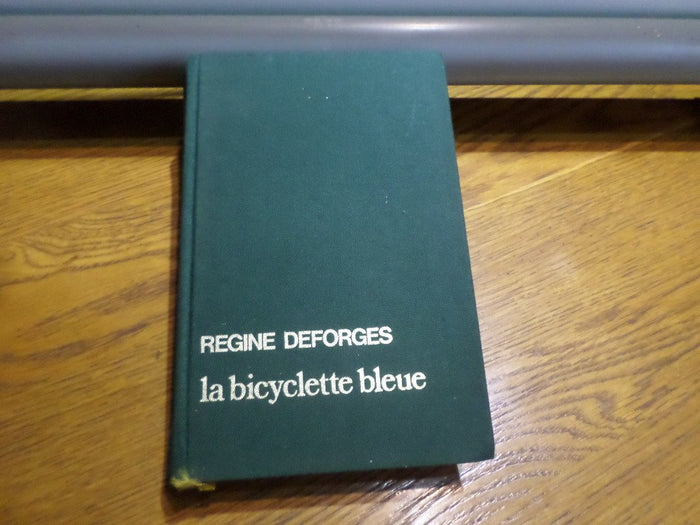 REGINE DEFORGES
la bicyclette bleue